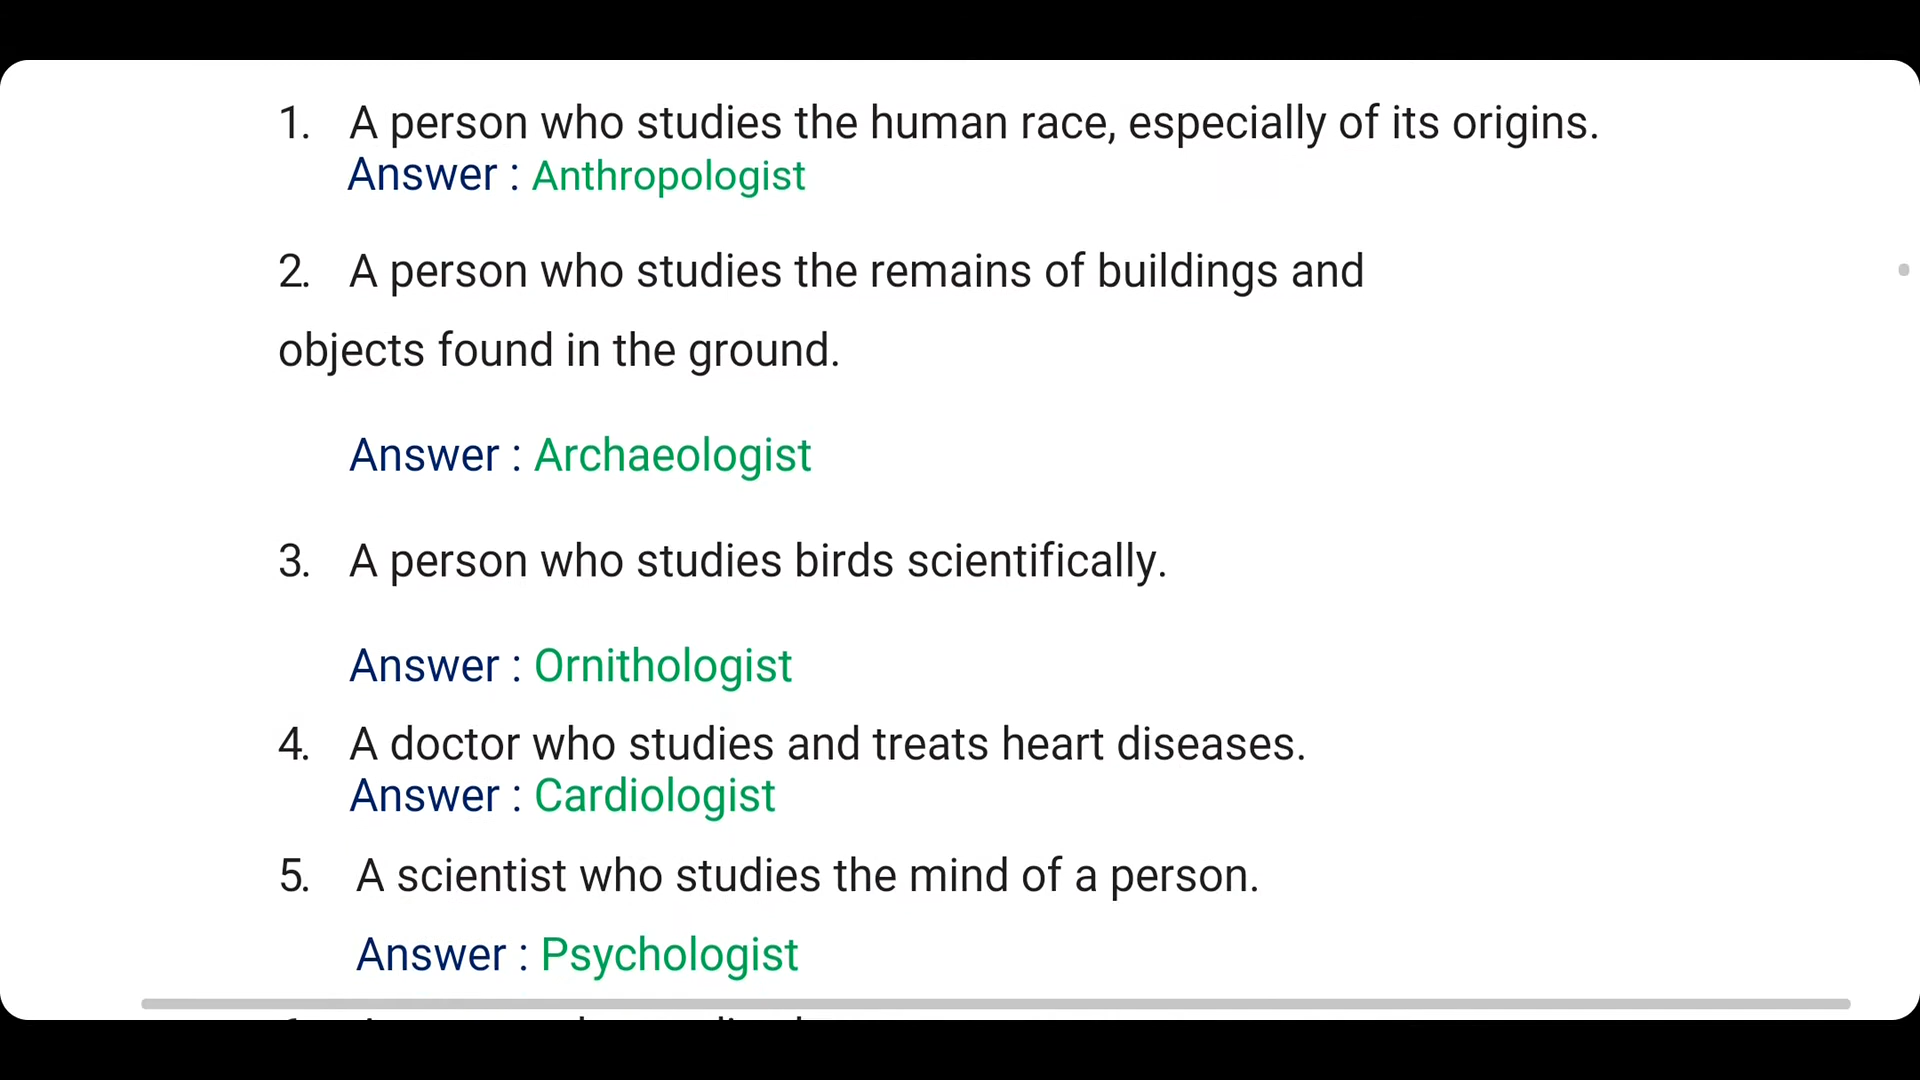 1. A person who studies the human race, especially of its origins.
Answer : Anthropologist
2. A person who studies the remains of buildings and
objects found in the ground.
Answer : Archaeologist
3. A person who studies birds scientifically.
Answer : Ornithologist
4. A doctor who studies and treats heart diseases.
Answer : Cardiologist
5. A scientist who studies the mind of a person.
Answer : Psychologist